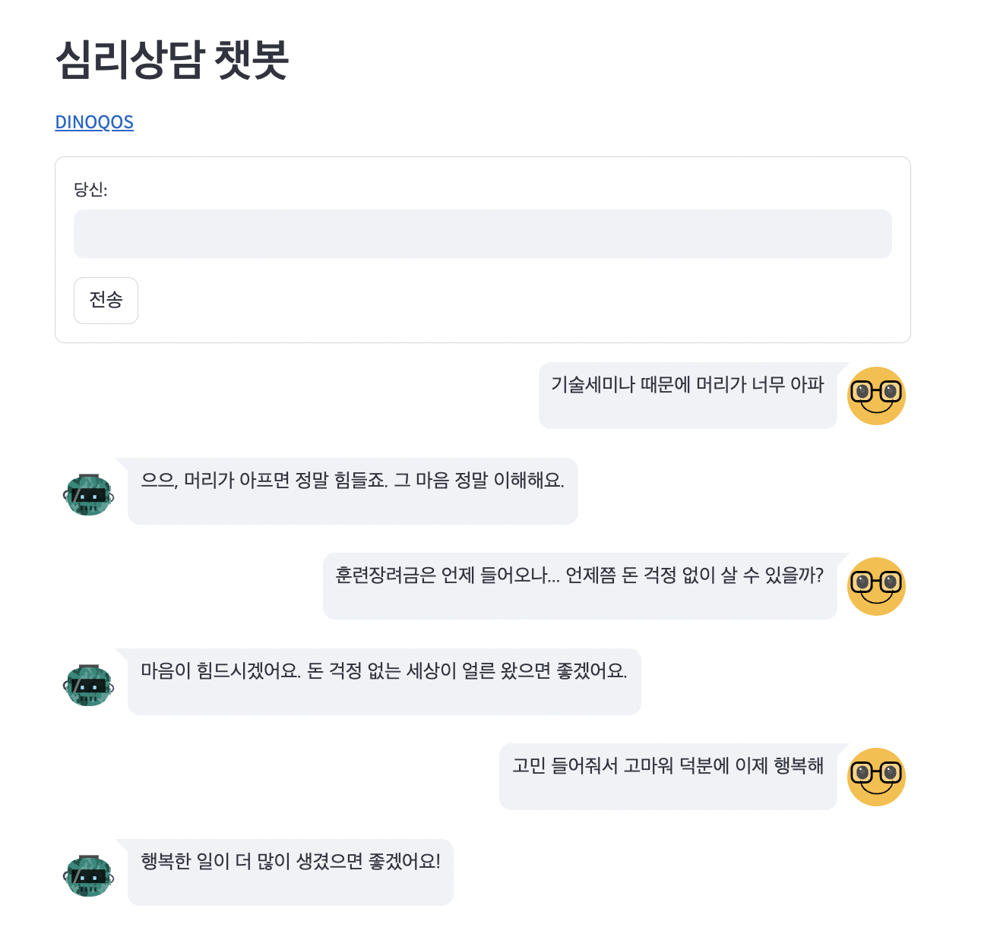 심리상담 챗봇
DINOQOS
당신:
전송
기술세미나 때문에 머리가 너무 아파
으으, 머리가 아프면 정말 힘들죠. 그 마음 정말 이해해요.
훈련장려금은 언제 들어오나... 언제쯤 돈 걱정 없이 살 수 있을까?
마음이 힘드시겠어요. 돈 걱정 없는 세상이 얼른 왔으면 좋겠어요.
고민 들어줘서 고마워 덕분에 이제 행복해
행복한 일이 더 많이 생겼으면 좋겠어요!